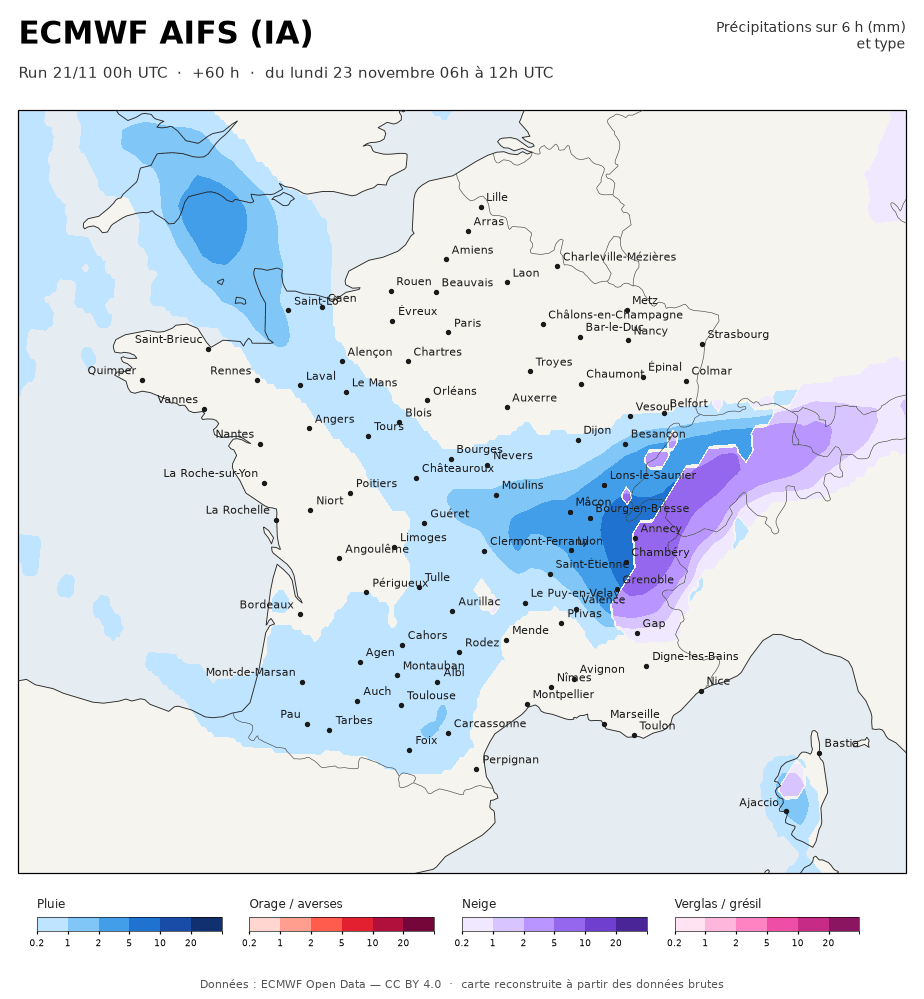 ECMWF AIFS (IA)
Précipitations sur 6 h (mm)
et type
Run 21/11 00h UTC · +60 h · du lundi 23 novembre 06h à 12h UTC
Lille
Arras
Amiens
Charleville-Mézières
Laon
Rouen
Beauvais
Saint-Lô
Caen
Metz
Évreux
Châlons-en-Champagne
Paris
Bar-le-Duc
Nancy
Strasbourg
Saint-Brieuc
Alençon
Chartres
Quimper
Rennes
Laval
Le Mans
Troyes
Chaumont
Épinal
Colmar
Vannes
Orléans
Auxerre
Vesoul
Belfort
Angers
Blois
Tours
Nantes
Dijon
Besançon
Bourges
Nevers
La Roche-sur-Yon
Châteauroux
Poitiers
Moulins
Lons-le-Saunier
Niort
La Rochelle
Guéret
Mâcon
Bourg-en-Bresse
Limoges
Angoulême
Clermont-Ferrand
Lyon
Annecy
Chambéry
Saint-Étienne
Périgueux
Tulle
Grenoble
Bordeaux
Aurillac
Le Puy-en-Velay
Valence
Privas
Gap
Cahors
Rodez
Mende
Agen
Mont-de-Marsan
Montauban
Albi
Digne-les-Bains
Avignon
Nîmes
Nice
Auch
Toulouse
Montpellier
Pau
Tarbes
Carcassonne
Marseille
Toulon
Foix
Bastia
Perpignan
Ajaccio
Pluie
Orage / averses
Neige
Verglas / grésil
0.2 1 2 5 10 20
0.2 1 2 5 10 20
0.2 1 2 5 10 20
0.2 1 2 5 10 20
Données : ECMWF Open Data — CC BY 4.0 · carte reconstruite à partir des données brutes